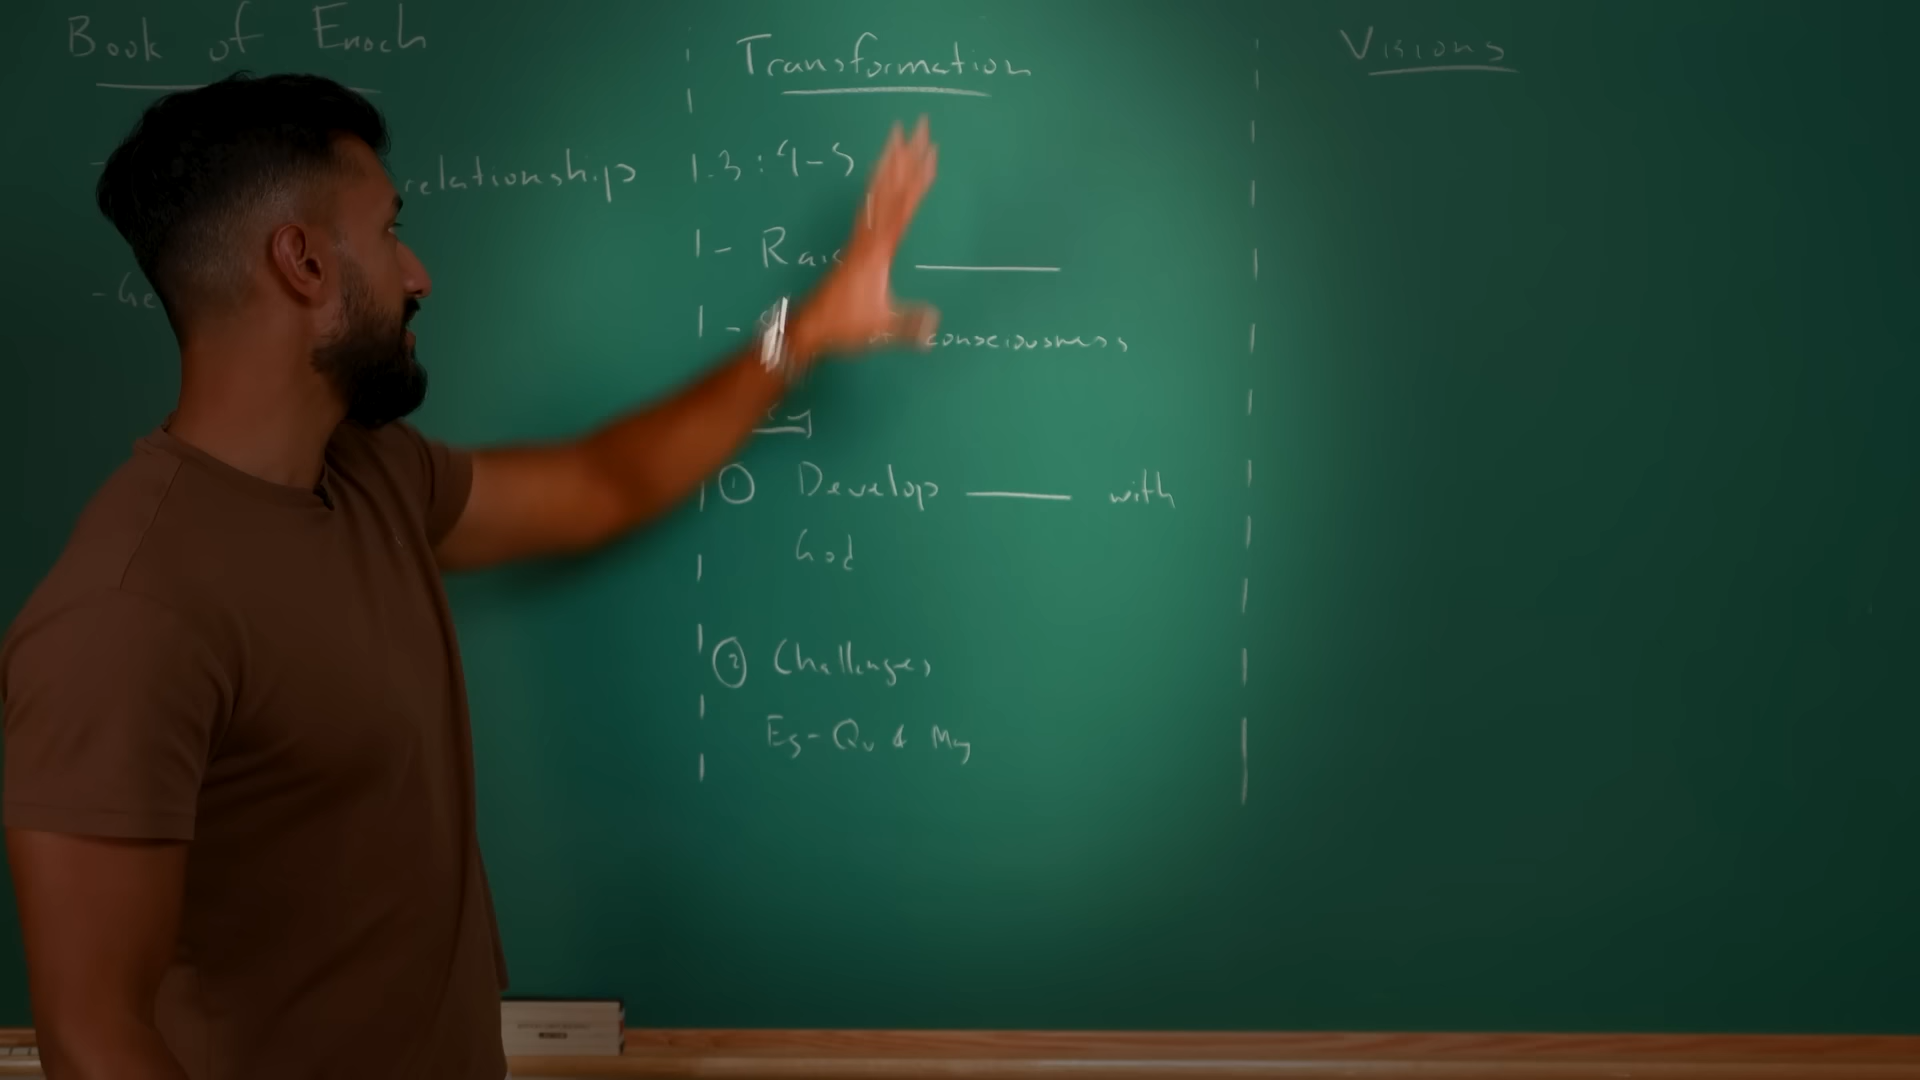 Book of Enoch
relationships
Transformation
1.3:4-5
- 
- consciousness
① Develop ____ with
God
② Challenges
Eg- Qu & My
Visions